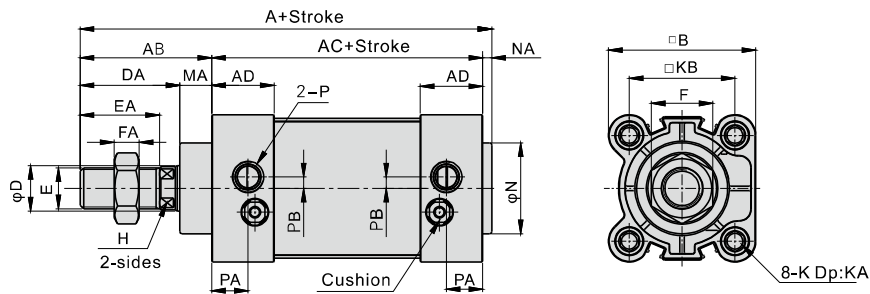 A+Stroke
AB
AC+Stroke
NA
DA
MA
AD
AD
EA
2-P
FA
φD
E
PB
PB
φN
H
2-sides
PA
Cushion
PA
□B
□KB
F
8-K Dp:KA